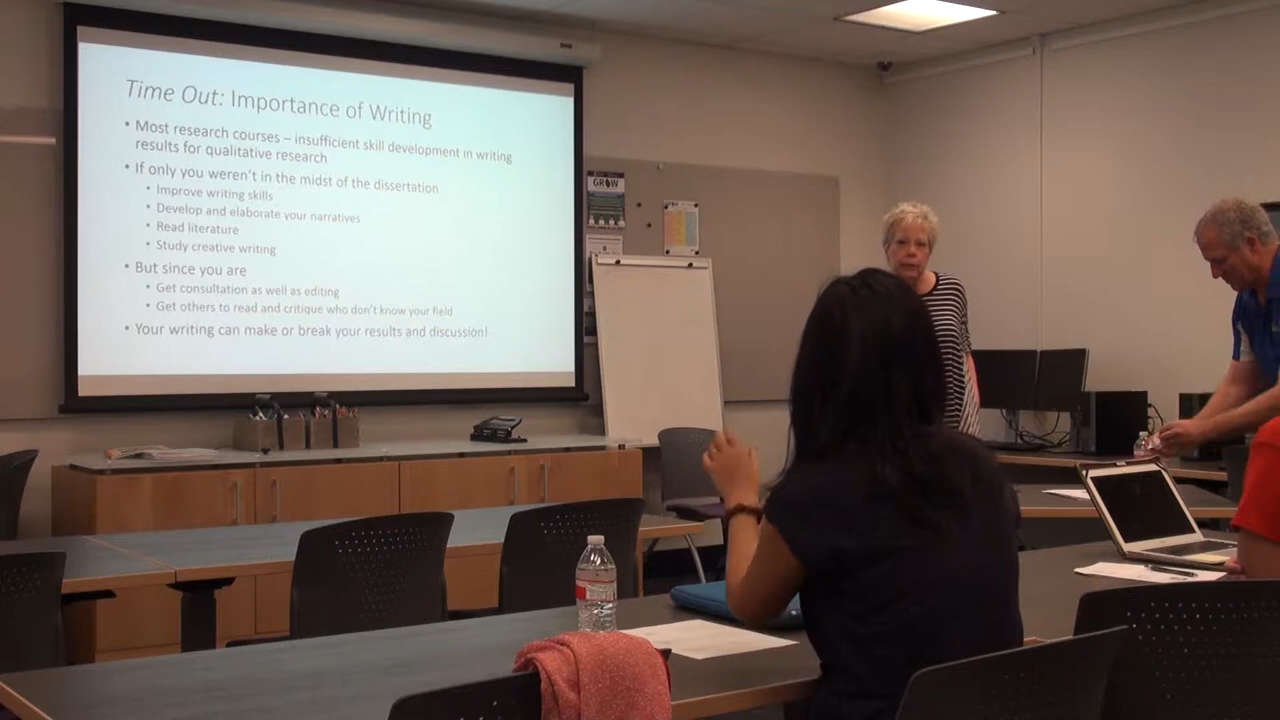 Time Out: Importance of Writing
• Most research courses – insufficient skill development in writing
results for qualitative research
• If only you weren't in the midst of the dissertation
• Improve writing skills
• Develop and elaborate your narratives
• Read literature
• Study creative writing
• But since you are
• Get consultation as well as editing
• Get others to read and critique who don't know your field
• Your writing can make or break your results and discussion!
GROW